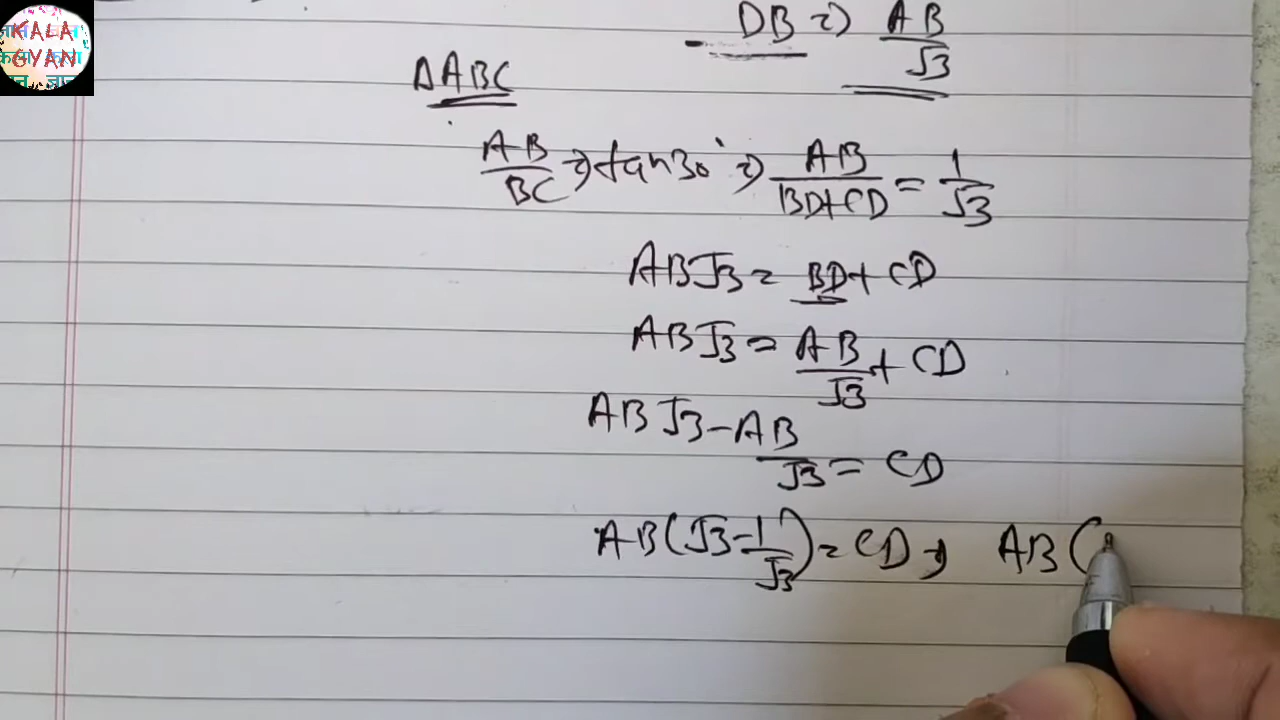 KALA
GYAN
DB ⇒ AB/√3
ΔABC
AB/BC ⇒ tan30° ⇒ AB/BD+CD = 1/√3
AB√3 = BD + CD
AB√3 = AB/√3 + CD
AB√3 - AB/√3 = CD
AB(√3 - 1/√3) = CD ⇒ AB(